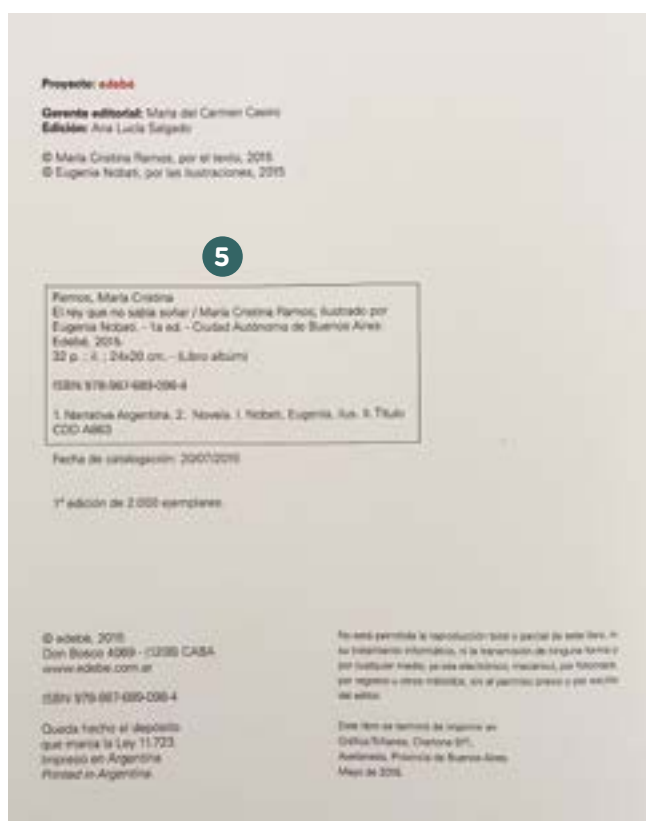 Proyecto: edebé
Gerenta editorial: María del Carmen
Edición: Ana Lucía Salgado
© María Cristina Ramos, por el texto, 2015
© Eugenia Nobati, por las ilustraciones, 2015
5
Ramos, María Cristina
El rey que no sabía soñar / María Cristina Ramos; ilustrado por
Eugenia Nobati. - 1a ed. - Ciudad Autónoma de Buenos Aires:
Edebé, 2015.
32 p. : il. ; 24x20 cm. - (Libro álbum)
ISBN
1. Narrativa Argentina. 2. Novela. I. Nobati, Eugenia, ilus. II. Título
CDD A863
Fecha de catalogación: 20/07/2015
1ª edición de 2.000 ejemplares.
© edebé, 2015
Don Bosco 4069 - CABA
www.edebe.com.ar
ISBN
Queda hecho el depósito
que marca la Ley 11.723
Impreso en Argentina
Printed in Argentina
No está permitida la reproducción total o parcial de este libro, ni
su tratamiento informático, ni la transmisión de ninguna forma o
por cualquier medio, ya sea electrónico, mecánico, por fotocopia,
por registro u otros métodos, sin el permiso previo y por escrito
del editor.
Este libro se terminó de imprimir en
Gráfica
Avellaneda, Provincia de Buenos Aires.
Mayo de